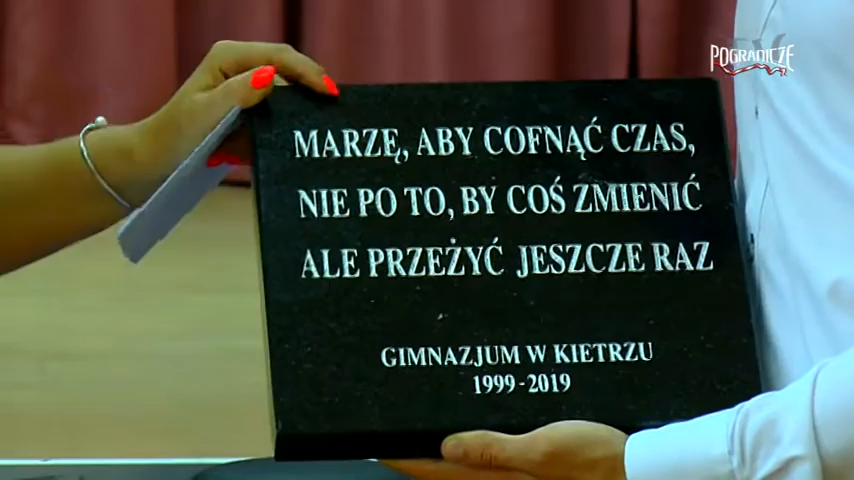 POGRANICZE
MARZĘ, ABY COFNĄĆ CZAS,
NIE PO TO, BY COŚ ZMIENIĆ
ALE PRZEŻYĆ JESZCZE RAZ
GIMNAZJUM W KIETRZU
1999-2019